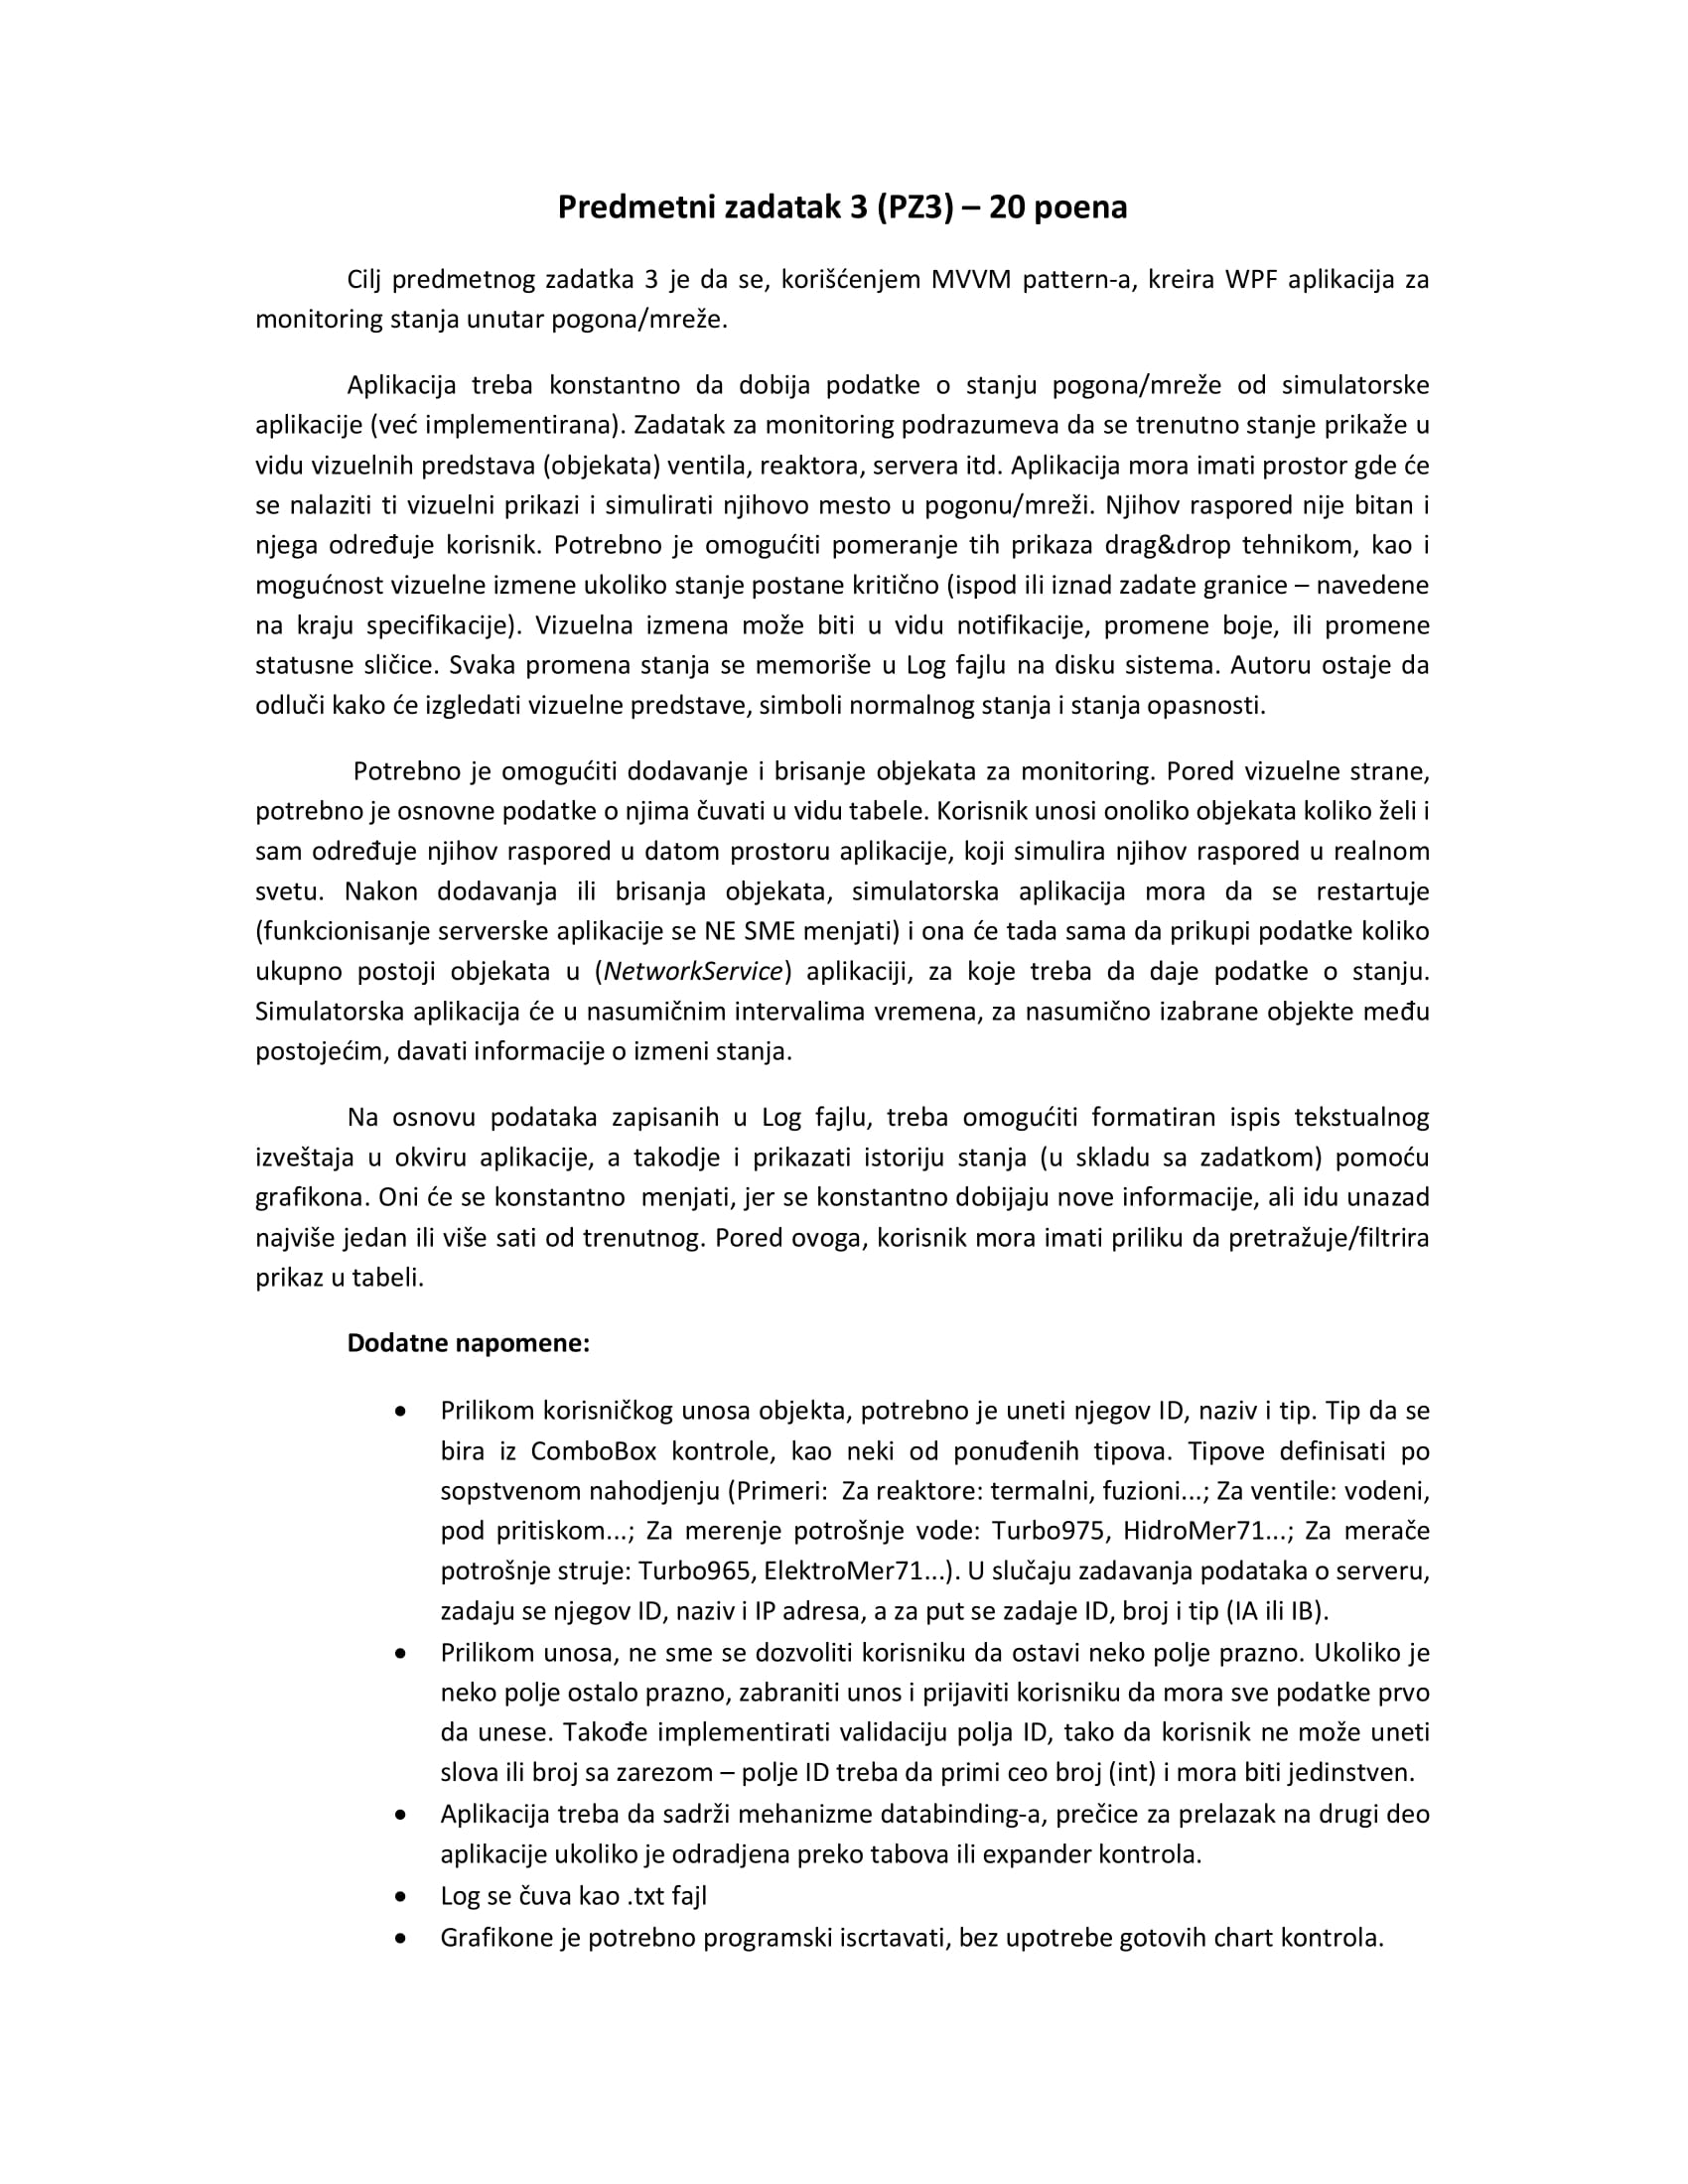 Predmetni zadatak 3 (PZ3) – 20 poena
Cilj predmetnog zadatka 3 je da se, korišćenjem MVVM pattern-a, kreira WPF aplikacija za
monitoring stanja unutar pogona/mreže.
Aplikacija treba konstantno da dobija podatke o stanju pogona/mreže od simulatorske
aplikacije (već implementirana). Zadatak za monitoring podrazumeva da se trenutno stanje prikaže u
vidu vizuelnih predstava (objekata) ventila, reaktora, servera itd. Aplikacija mora imati prostor gde će
se nalaziti ti vizuelni prikazi i simulirati njihovo mesto u pogonu/mreži. Njihov raspored nije bitan i
njega određuje korisnik. Potrebno je omogućiti pomeranje tih prikaza drag&drop tehnikom, kao i
mogućnost vizuelne izmene ukoliko stanje postane kritično (ispod ili iznad zadate granice – navedene
na kraju specifikacije). Vizuelna izmena može biti u vidu notifikacije, promene boje, ili promene
statusne sličice. Svaka promena stanja se memoriše u Log fajlu na disku sistema. Autoru ostaje da
odluči kako će izgledati vizuelne predstave, simboli normalnog stanja i stanja opasnosti.
Potrebno je omogućiti dodavanje i brisanje objekata za monitoring. Pored vizuelne strane,
potrebno je osnovne podatke o njima čuvati u vidu tabele. Korisnik unosi onoliko objekata koliko želi i
sam određuje njihov raspored u datom prostoru aplikacije, koji simulira njihov raspored u realnom
svetu. Nakon dodavanja ili brisanja objekata, simulatorska aplikacija mora da se restartuje
(funkcionisanje serverske aplikacije se NE SME menjati) i ona će tada sama da prikupi podatke koliko
ukupno postoji objekata u (NetworkService) aplikaciji, za koje treba da daje podatke o stanju.
Simulatorska aplikacija će u nasumičnim intervalima vremena, za nasumično izabrane objekte među
postojećim, davati informacije o izmeni stanja.
Na osnovu podataka zapisanih u Log fajlu, treba omogućiti formatiran ispis tekstualnog
izveštaja u okviru aplikacije, a takodje i prikazati istoriju stanja (u skladu sa zadatkom) pomoću
grafikona. Oni će se konstantno  menjati, jer se konstantno dobijaju nove informacije, ali idu unazad
najviše jedan ili više sati od trenutnog. Pored ovoga, korisnik mora imati priliku da pretražuje/filtrira
prikaz u tabeli.
Dodatne napomene:
• Prilikom korisničkog unosa objekta, potrebno je uneti njegov ID, naziv i tip. Tip da se
bira iz ComboBox kontrole, kao neki od ponuđenih tipova. Tipove definisati po
sopstvenom nahodjenju (Primeri:  Za reaktore: termalni, fuzioni...; Za ventile: vodeni,
pod pritiskom...; Za merenje potrošnje vode: Turbo975, HidroMer71...; Za merače
potrošnje struje: Turbo965, ElektroMer71...). U slučaju zadavanja podataka o serveru,
zadaju se njegov ID, naziv i IP adresa, a za put se zadaje ID, broj i tip (IA ili IB).
• Prilikom unosa, ne sme se dozvoliti korisniku da ostavi neko polje prazno. Ukoliko je
neko polje ostalo prazno, zabraniti unos i prijaviti korisniku da mora sve podatke prvo
da unese. Takođe implementirati validaciju polja ID, tako da korisnik ne može uneti
slova ili broj sa zarezom – polje ID treba da primi ceo broj (int) i mora biti jedinstven.
• Aplikacija treba da sadrži mehanizme databinding-a, prečice za prelazak na drugi deo
aplikacije ukoliko je odradjena preko tabova ili expander kontrola.
• Log se čuva kao .txt fajl
• Grafikone je potrebno programski iscrtavati, bez upotrebe gotovih chart kontrola.